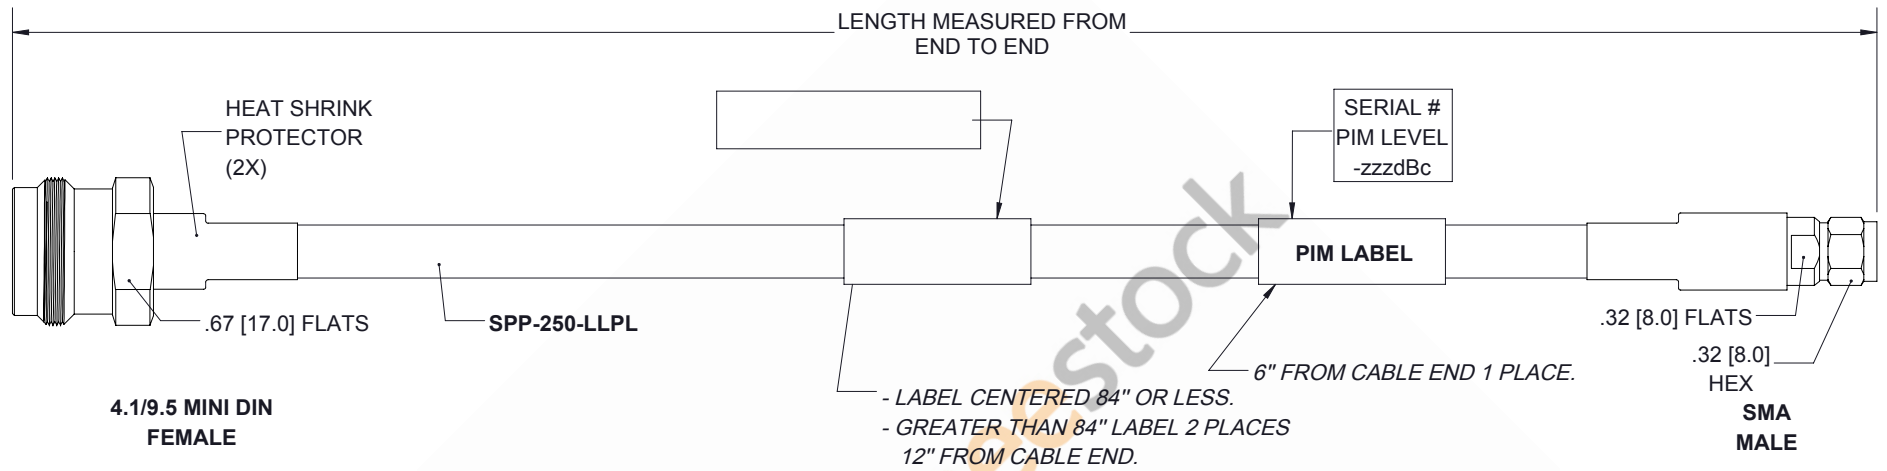 LENGTH MEASURED FROM
END TO END
HEAT SHRINK
PROTECTOR
(2X)
SERIAL #
PIM LEVEL
-zzzdBc
PIM LABEL
.67 [17.0] FLATS
SPP-250-LLPL
.32 [8.0] FLATS
.32 [8.0]
HEX
6" FROM CABLE END 1 PLACE.
- LABEL CENTERED 84" OR LESS.
- GREATER THAN 84" LABEL 2 PLACES
12" FROM CABLE END.
4.1/9.5 MINI DIN
FEMALE
SMA
MALE
estock